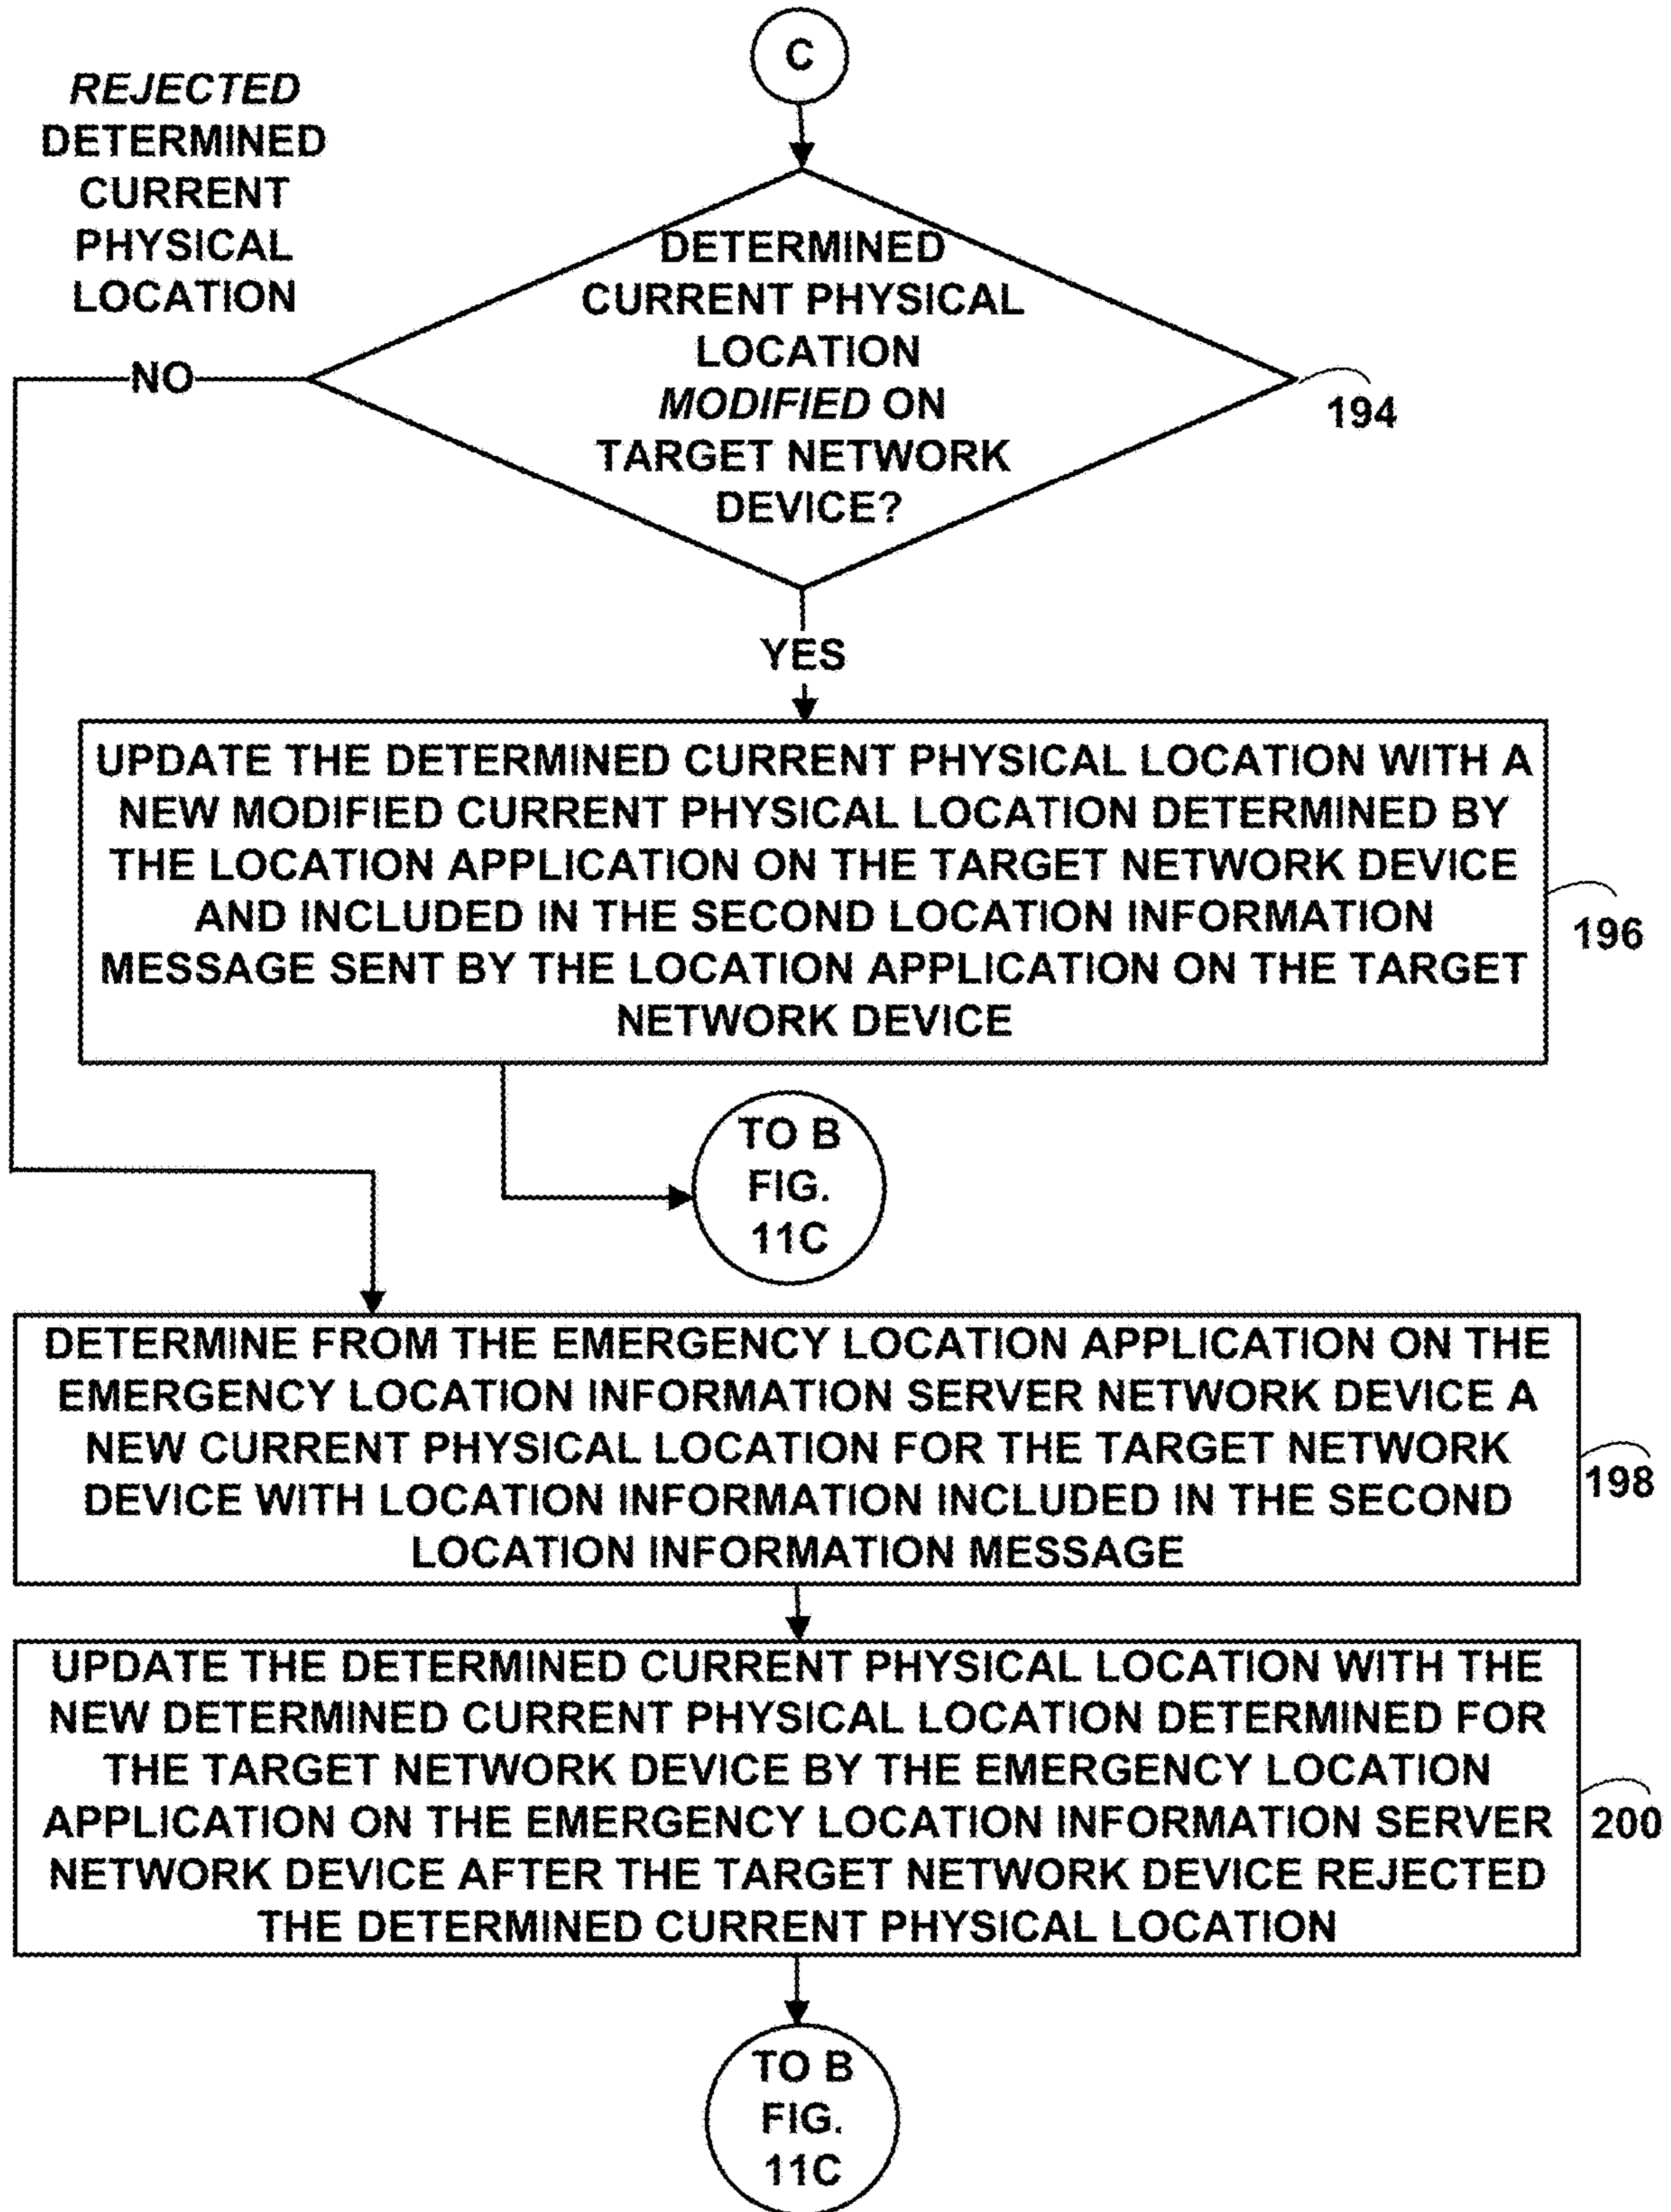 C
REJECTED
DETERMINED
CURRENT
PHYSICAL
LOCATION
DETERMINED
CURRENT PHYSICAL
LOCATION
MODIFIED ON
TARGET NETWORK
DEVICE?
NO
194
YES
UPDATE THE DETERMINED CURRENT PHYSICAL LOCATION WITH A
NEW MODIFIED CURRENT PHYSICAL LOCATION DETERMINED BY
THE LOCATION APPLICATION ON THE TARGET NETWORK DEVICE
AND INCLUDED IN THE SECOND LOCATION INFORMATION
MESSAGE SENT BY THE LOCATION APPLICATION ON THE TARGET
NETWORK DEVICE
196
TO B
FIG.
11C
DETERMINE FROM THE EMERGENCY LOCATION APPLICATION ON THE
EMERGENCY LOCATION INFORMATION SERVER NETWORK DEVICE A
NEW CURRENT PHYSICAL LOCATION FOR THE TARGET NETWORK
DEVICE WITH LOCATION INFORMATION INCLUDED IN THE SECOND
LOCATION INFORMATION MESSAGE
198
UPDATE THE DETERMINED CURRENT PHYSICAL LOCATION WITH THE
NEW DETERMINED CURRENT PHYSICAL LOCATION DETERMINED FOR
THE TARGET NETWORK DEVICE BY THE EMERGENCY LOCATION
APPLICATION ON THE EMERGENCY LOCATION INFORMATION SERVER
NETWORK DEVICE AFTER THE TARGET NETWORK DEVICE REJECTED
THE DETERMINED CURRENT PHYSICAL LOCATION
200
TO B
FIG.
11C